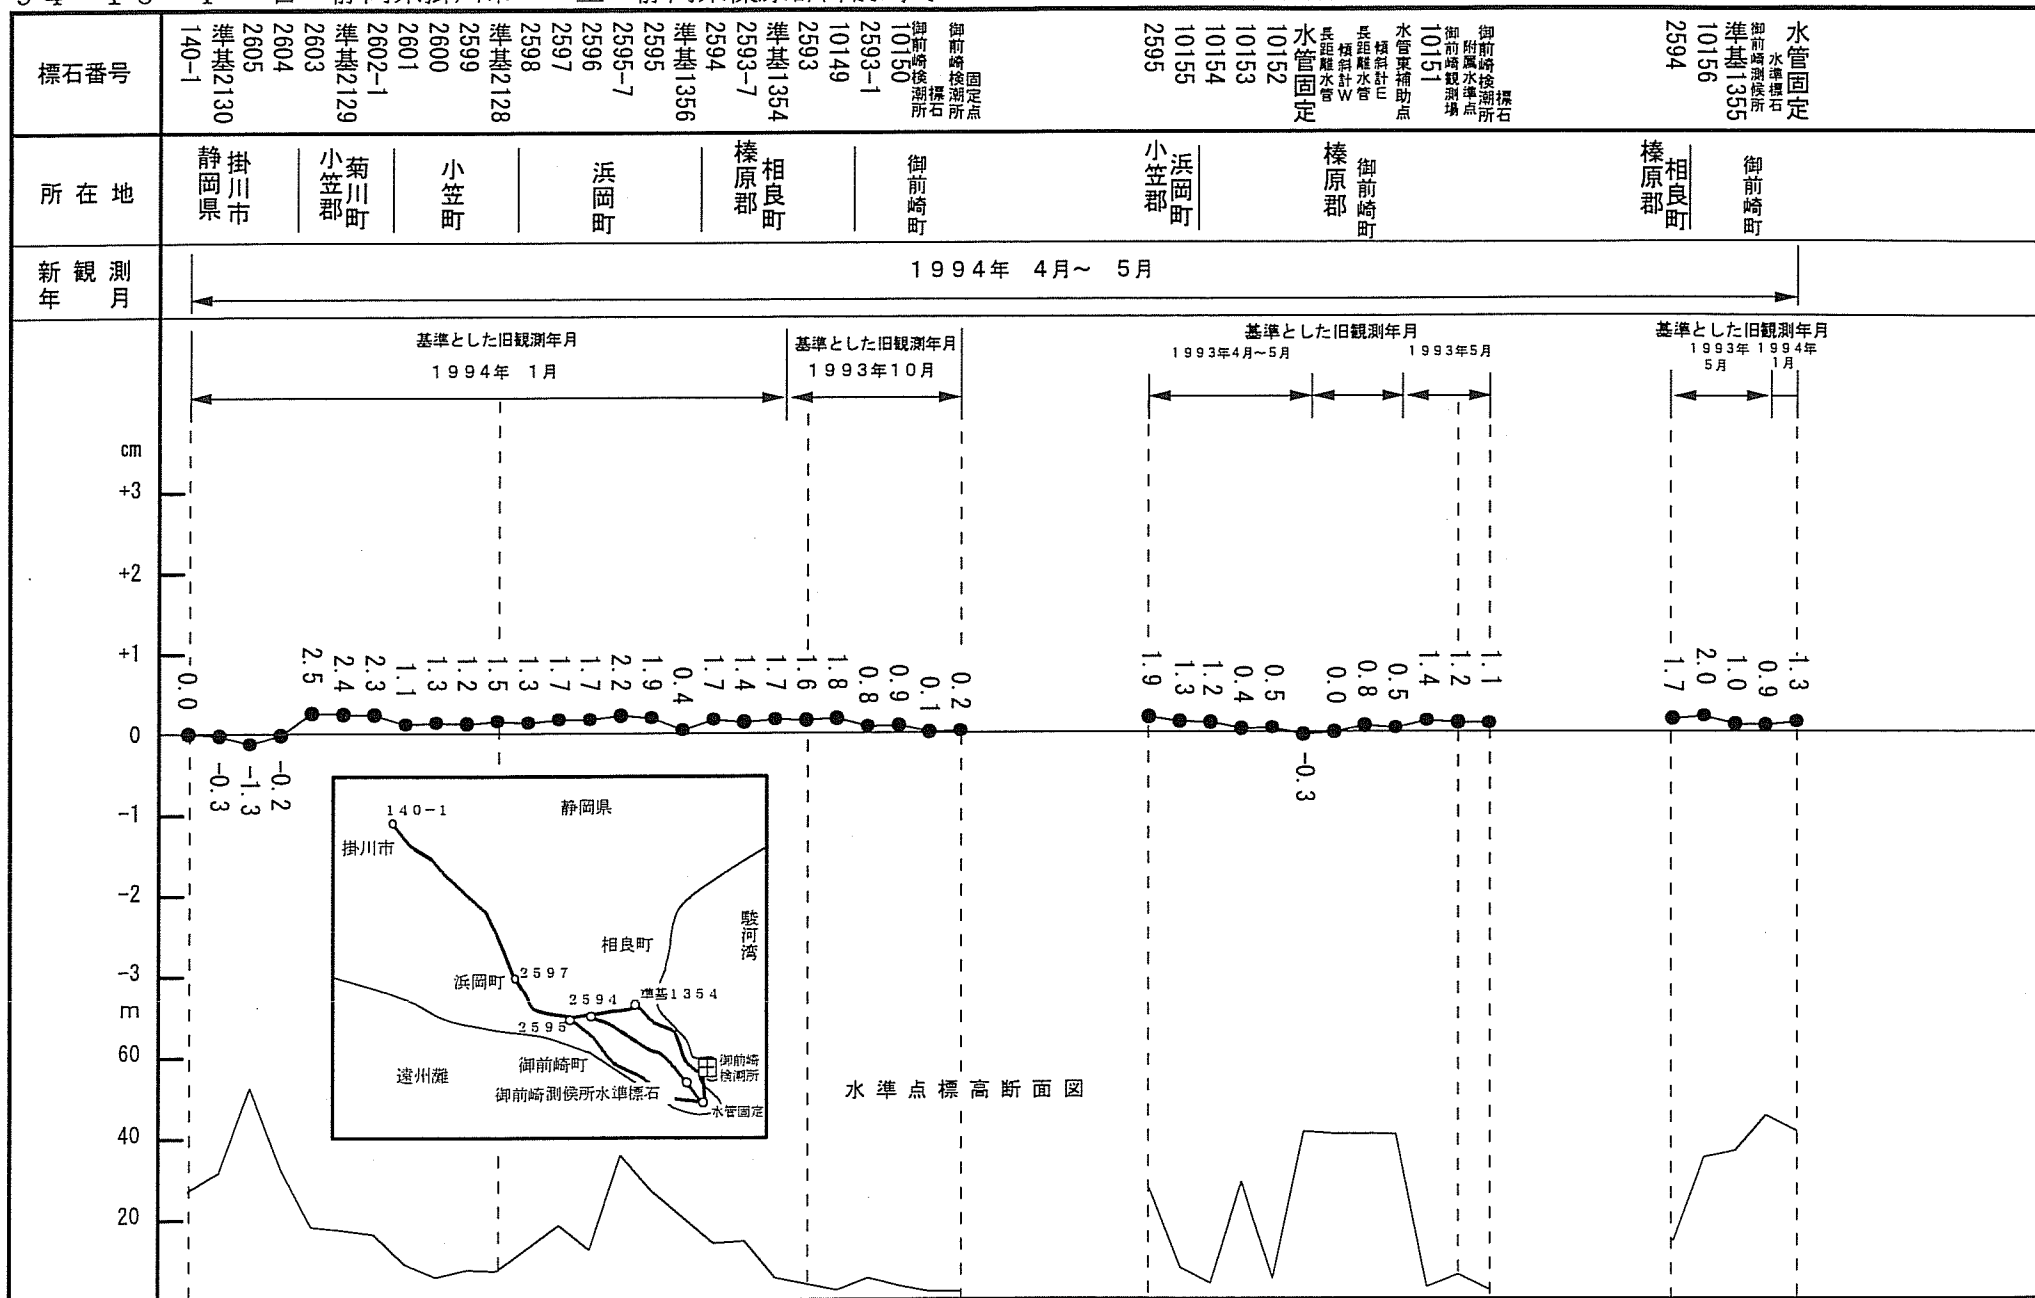 標石番号
140-1
準基2130
2605
2604
2603
準基2129
2602-1
2601
2600
2599
準基2128
2598
2597
2596
2595-7
2595
準基1356
2594
2593-7
準基1354
2593
10149
2593-1
10150
御前崎検潮所
標石
御前崎検潮所
固定点
2595
10155
10154
10153
10152
水管固定
長距離水管
傾斜計W
長距離水管
傾斜計E
水管東補助点
10151
御前崎観測場
附属水準点
御前崎検潮所
標石
2594
10156
準基1355
御前崎測候所
水準標石
水管固定
所在地
静岡県
掛川市
小笠郡
菊川町
小笠町
浜岡町
榛原郡
相良町
御前崎町
小笠郡
浜岡町
榛原郡
御前崎町
榛原郡
相良町
御前崎町
新観測
年　月
1994年　4月～　5月
基準とした旧観測年月
1994年　1月
基準とした旧観測年月
1993年10月
基準とした旧観測年月
1993年4月～5月
1993年5月
基準とした旧観測年月
1993年
5月
1994年
1月
cm
+3
+2
+1
0
-1
-2
-3
m
60
40
20
0.0
-0.3
-1.3
-0.2
2.5
2.4
2.3
1.1
1.3
1.2
1.5
1.3
1.7
1.7
2.2
1.9
0.4
1.7
1.4
1.7
1.6
1.8
0.8
0.9
0.1
0.2
1.9
1.3
1.2
0.4
0.5
-0.3
0.0
0.8
0.5
1.4
1.2
1.1
1.7
2.0
1.0
0.9
1.3
140-1
静岡県
掛川市
駿河湾
相良町
浜岡町
2597
2594
準基1354
2595
御前崎町
御前崎
検潮所
遠州灘
御前崎測候所水準標石
水管固定
水準点標高断面図